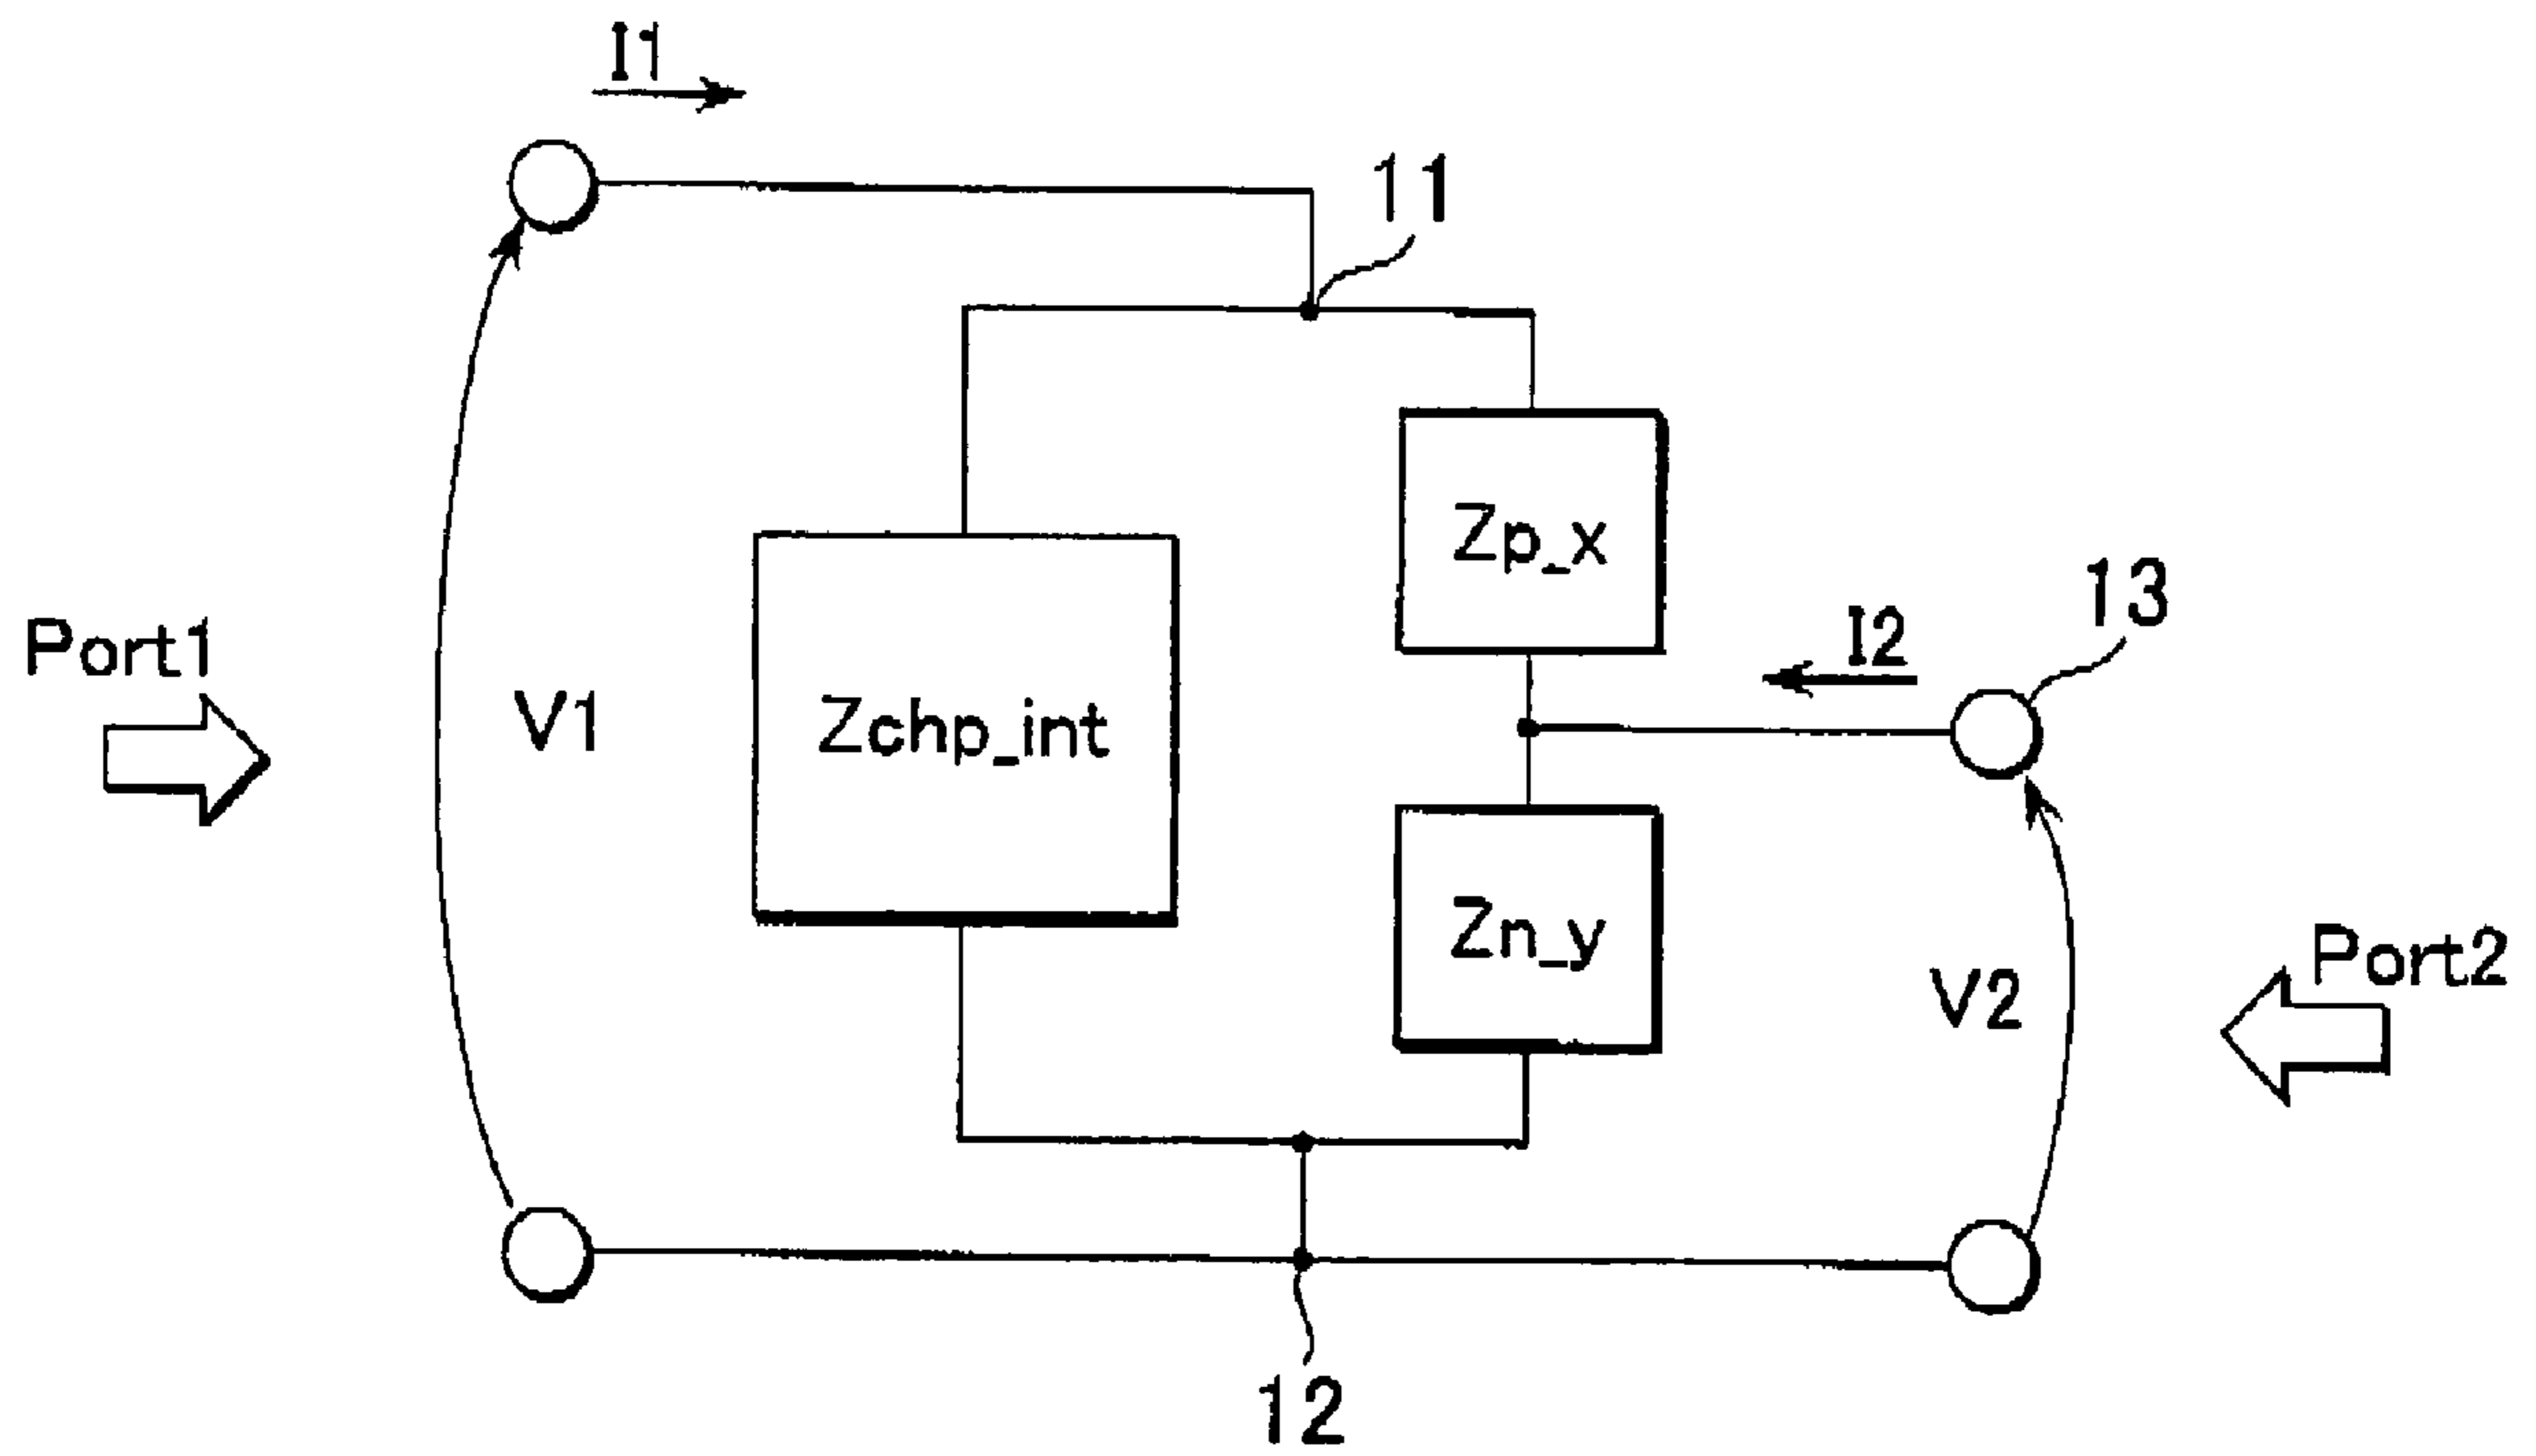 I1
11
Zp_x
13
I2
Port1
V1
Zchp_int
Zn_y
V2
Port2
12